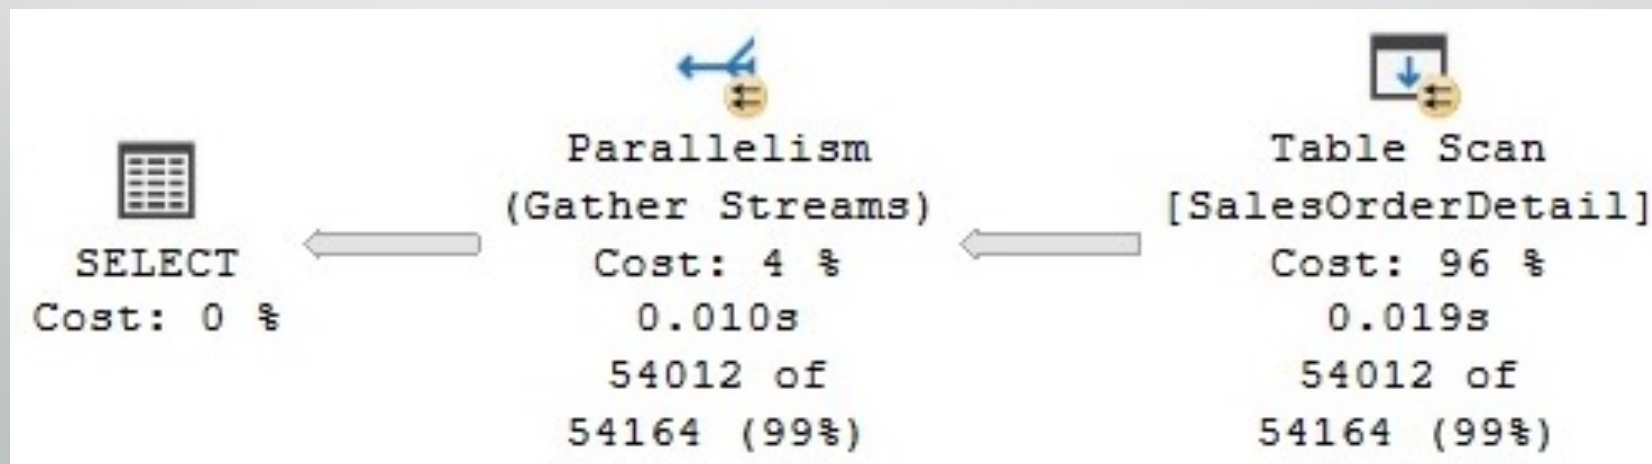 SELECT
Cost: 0 %
Parallelism
(Gather Streams)
Cost: 4 %
0.010s
54012 of
54164 (99%)
Table Scan
[SalesOrderDetail]
Cost: 96 %
0.019s
54012 of
54164 (99%)